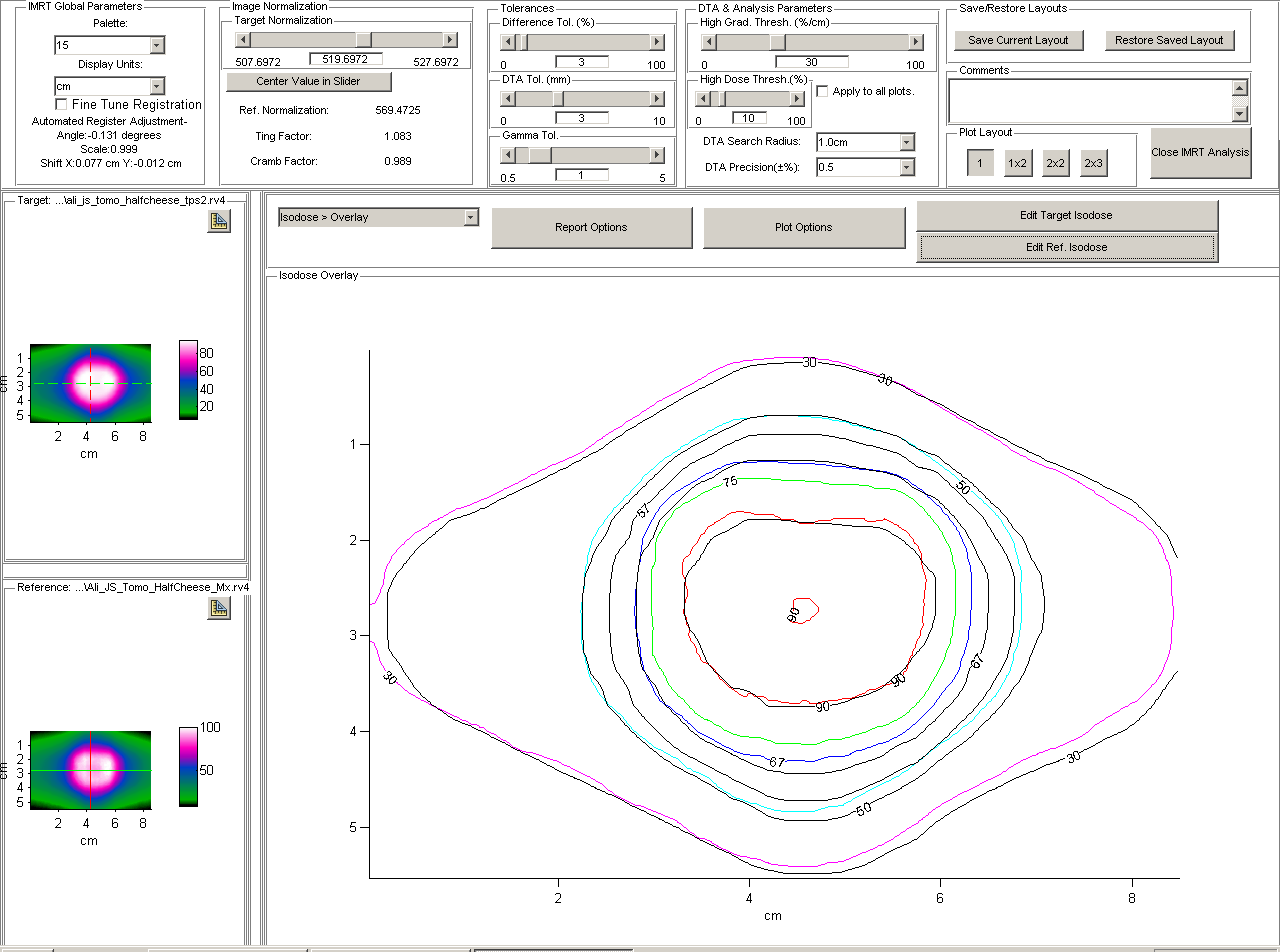 IMRT Global Parameters
Palette:
15
Display Units:
cm
Fine Tune Registration
Automated Register Adjustment-
Angle:-0.131 degrees
Scale:0.999
Shift X:0.077 cm Y:-0.012 cm
Image Normalization
Target Normalization
507.6972 519.6972 527.6972
Center Value in Slider
Ref. Normalization: 569.4725
Ting Factor: 1.083
Cramb Factor: 0.989
Tolerances
Difference Tol. (%)
0 3 100
DTA Tol. (mm)
0 3 10
Gamma Tol.
0.5 1 5
DTA & Analysis Parameters
High Grad. Thresh. (%/cm)
0 30 100
High Dose Thresh.(%)
0 10 100
Apply to all plots.
DTA Search Radius: 1.0cm
DTA Precision(±%): 0.5
Save/Restore Layouts
Save Current Layout Restore Saved Layout
Comments
Plot Layout
1 1x2 2x2 2x3
Close IMRT Analysis
Target: ...\ali_js_tomo_halfcheese_tps2.rv4
80
60
40
20
1
2
3
4
5
cm
2 4 6 8
cm
Reference: ...\Ali_JS_Tomo_HalfCheese_Mx.rv4
100
50
1
2
3
4
5
cm
2 4 6 8
cm
Isodose > Overlay
Report Options
Plot Options
Edit Target Isodose
Edit Ref. Isodose
Isodose Overlay
30
30
50
75
57
90
67
30
90
90
67
30
50
1
2
3
4
5
2 4 6 8
cm